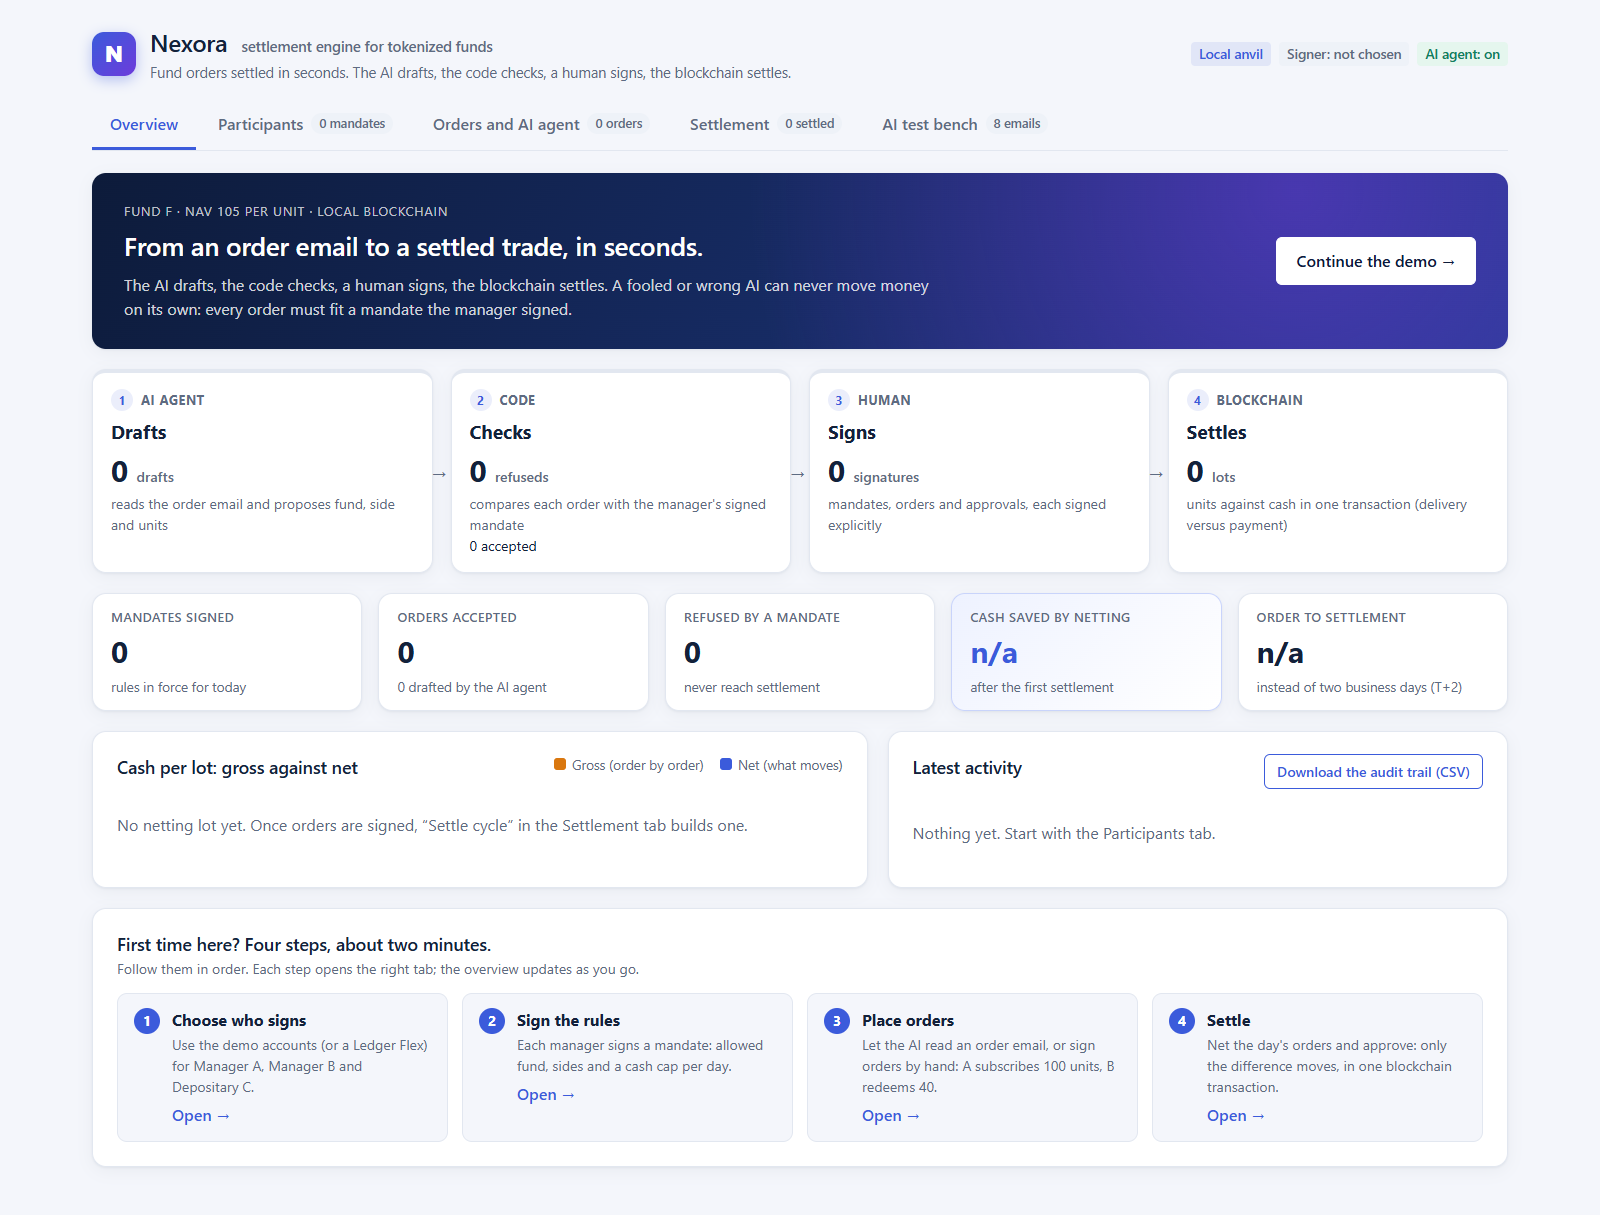 N
Nexora settlement engine for tokenized funds
Fund orders settled in seconds. The AI drafts, the code checks, a human signs, the blockchain settles.
Local anvil Signer: not chosen AI agent: on
Overview Participants 0 mandates Orders and AI agent 0 orders Settlement 0 settled AI test bench 8 emails
FUND F · NAV 105 PER UNIT · LOCAL BLOCKCHAIN
From an order email to a settled trade, in seconds.
The AI drafts, the code checks, a human signs, the blockchain settles. A fooled or wrong AI can never move money
on its own: every order must fit a mandate the manager signed.
Continue the demo →
1 AI AGENT
Drafts
0 drafts
reads the order email and proposes fund, side
and units
→
2 CODE
Checks
0 refuseds
compares each order with the manager's signed
mandate
0 accepted
→
3 HUMAN
Signs
0 signatures
mandates, orders and approvals, each signed
explicitly
→
4 BLOCKCHAIN
Settles
0 lots
units against cash in one transaction (delivery
versus payment)
MANDATES SIGNED
0
rules in force for today
ORDERS ACCEPTED
0
0 drafted by the AI agent
REFUSED BY A MANDATE
0
never reach settlement
CASH SAVED BY NETTING
n/a
after the first settlement
ORDER TO SETTLEMENT
n/a
instead of two business days (T+2)
Cash per lot: gross against net
Gross (order by order) Net (what moves)
No netting lot yet. Once orders are signed, “Settle cycle” in the Settlement tab builds one.
Latest activity
Download the audit trail (CSV)
Nothing yet. Start with the Participants tab.
First time here? Four steps, about two minutes.
Follow them in order. Each step opens the right tab; the overview updates as you go.
1 Choose who signs
Use the demo accounts (or a Ledger Flex)
for Manager A, Manager B and
Depositary C.
Open →
2 Sign the rules
Each manager signs a mandate: allowed
fund, sides and a cash cap per day.
Open →
3 Place orders
Let the AI read an order email, or sign
orders by hand: A subscribes 100 units, B
redeems 40.
Open →
4 Settle
Net the day's orders and approve: only
the difference moves, in one blockchain
transaction.
Open →